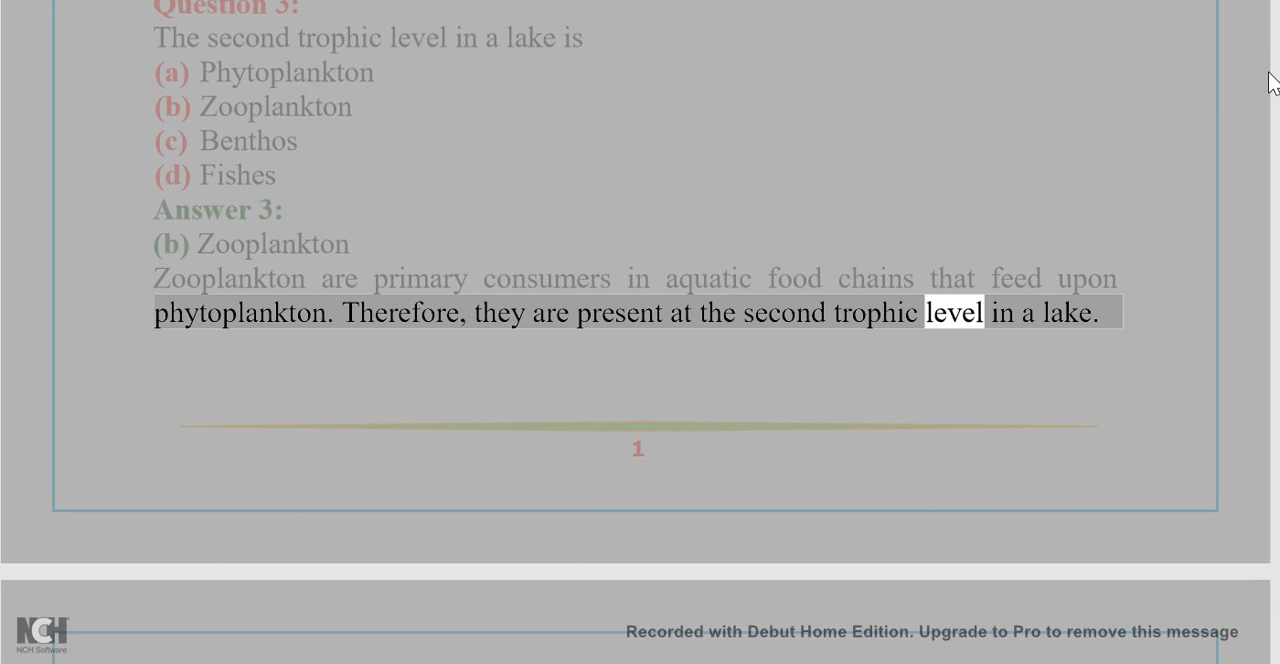 Question 3:
The second trophic level in a lake is
(a) Phytoplankton
(b) Zooplankton
(c) Benthos
(d) Fishes
Answer 3:
(b) Zooplankton
Zooplankton are primary consumers in aquatic food chains that feed upon
phytoplankton. Therefore, they are present at the second trophic level in a lake.
1
NCH
NCH Software
Recorded with Debut Home Edition. Upgrade to Pro to remove this message